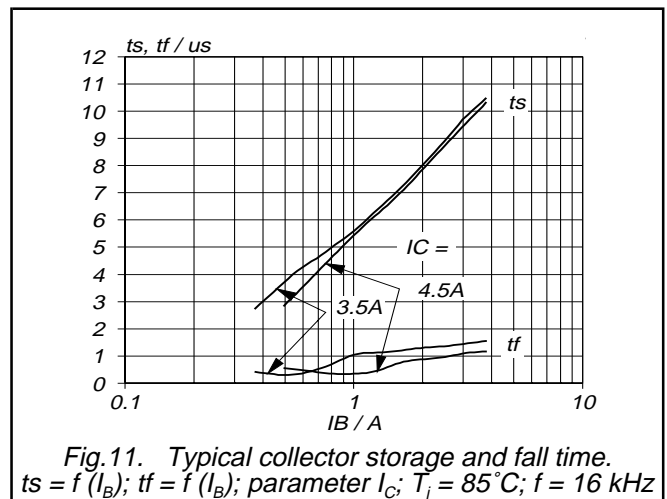 ts, tf / us
12
11
10
9
8
7
6
5
4
3
2
1
0
ts
IC =
3.5A
4.5A
tf
0.1
1
10
IB / A
Fig.11. Typical collector storage and fall time.
ts = f (IB); tf = f (IB); parameter IC; Tj = 85˚C; f = 16 kHz